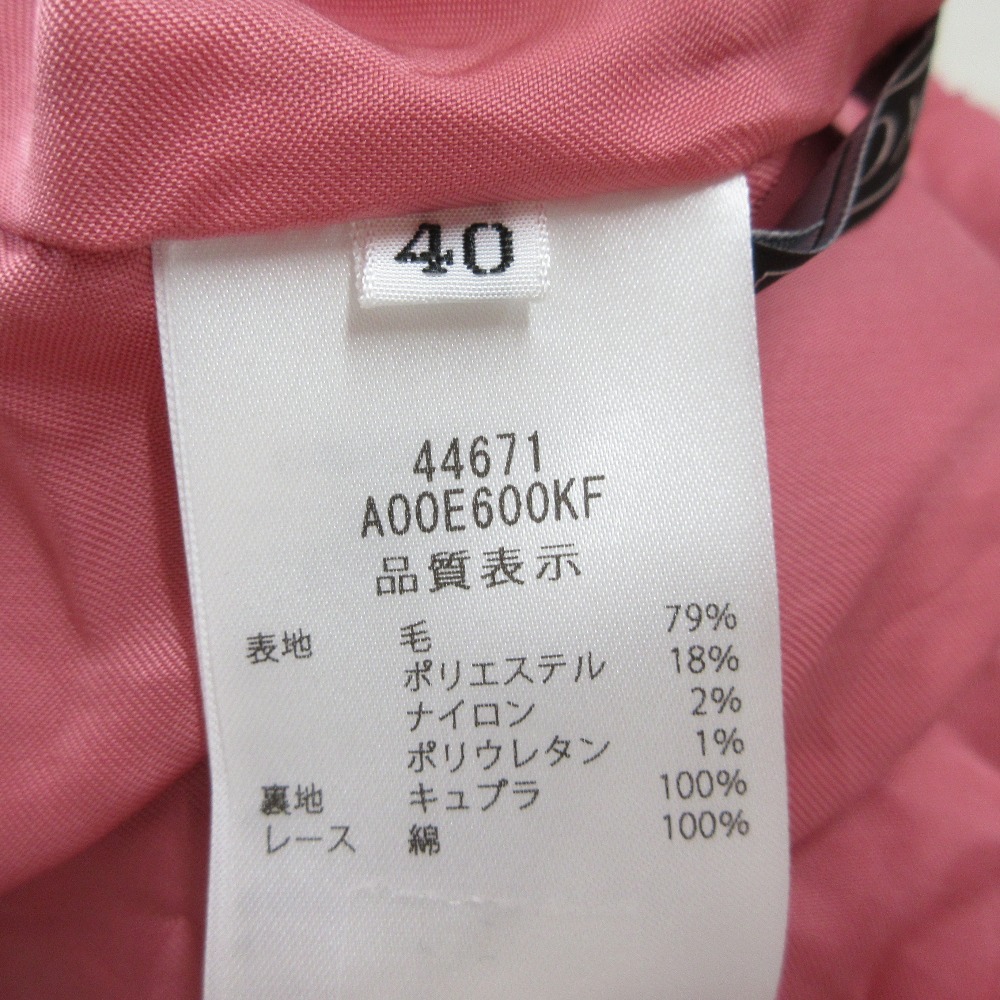 40
44671
A00E600KF
品質表示
表地 毛 79%
ポリエステル 18%
ナイロン 2%
ポリウレタン 1%
裏地 キュプラ 100%
レース 綿 100%